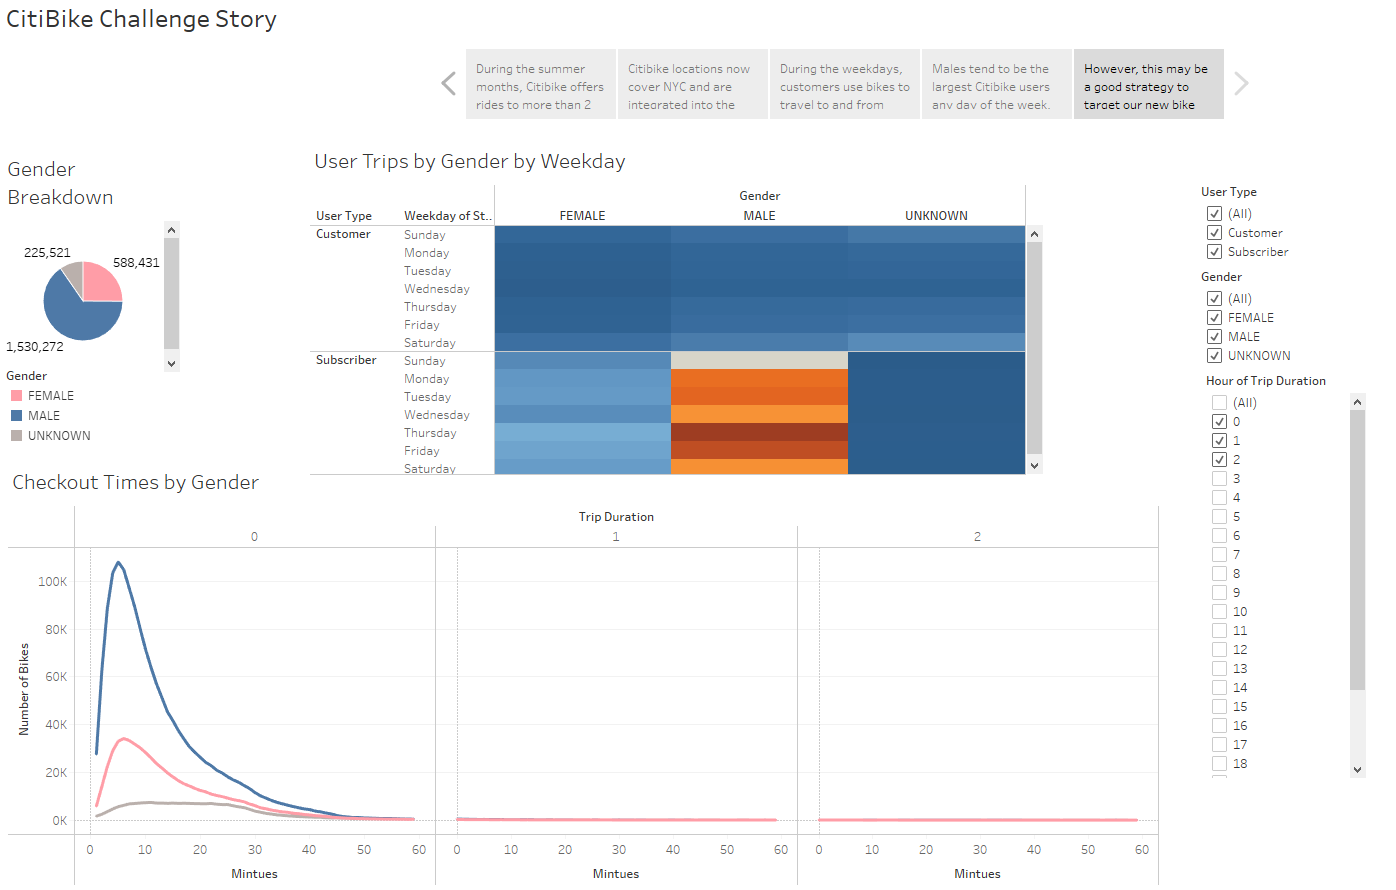 CitiBike Challenge Story
During the summer
months, Citibike offers
rides to more than 2
Citibike locations now
cover NYC and are
integrated into the
During the weekdays,
customers use bikes to
travel to and from
Males tend to be the
largest Citibike users
any day of the week.
However, this may be
a good strategy to
target our new bike
Gender
Breakdown
225,521
588,431
1,530,272
Gender
FEMALE
MALE
UNKNOWN
User Trips by Gender by Weekday
Gender
User Type Weekday of St.. FEMALE MALE UNKNOWN
Customer Sunday
Monday
Tuesday
Wednesday
Thursday
Friday
Saturday
Subscriber Sunday
Monday
Tuesday
Wednesday
Thursday
Friday
Saturday
User Type
(All)
Customer
Subscriber
Gender
(All)
FEMALE
MALE
UNKNOWN
Hour of Trip Duration
(All)
0
1
2
3
4
5
6
7
8
9
10
11
12
13
14
15
16
17
18
Checkout Times by Gender
Trip Duration
0 1 2
Number of Bikes
100K
80K
60K
40K
20K
0K
0 10 20 30 40 50 60 0 10 20 30 40 50 60 0 10 20 30 40 50 60
Mintues Mintues Mintues